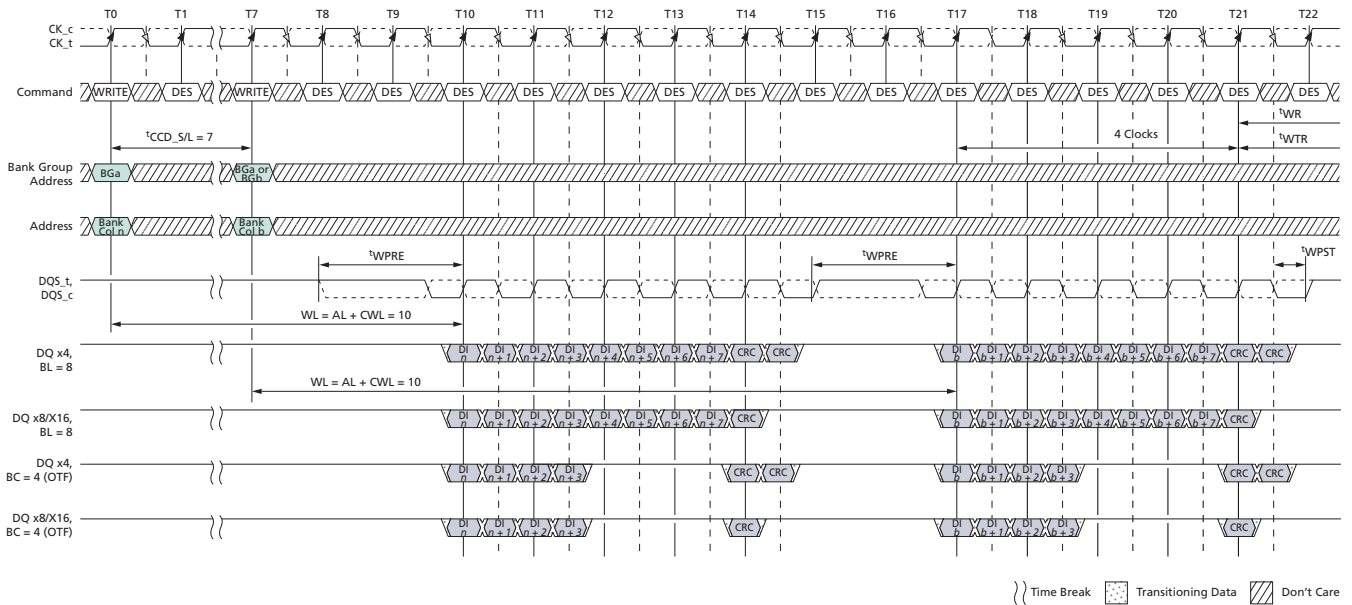 T0 T1 T7 T8 T9 T10 T11 T12 T13 T14 T15 T16 T17 T18 T19 T20 T21 T22
CK_c
CK_t
Command WRITE DES WRITE DES DES DES DES DES DES DES DES DES DES DES DES DES DES DES
tWR
tCCD_S/L = 7
4 Clocks
tWTR
Bank Group
Address
BGa
BGa or
BGb
Address
Bank
Col n
Bank
Col b
tWPRE tWPRE tWPST
DQS_t,
DQS_c
WL = AL + CWL = 10
DQ x4,
BL = 8
DI DI DI DI DI DI DI DI CRC CRC DI DI DI DI DI DI DI DI CRC CRC
n n + 1 n + 2 n + 3 n + 4 n + 5 n + 6 n + 7 b b + 1 b + 2 b + 3 b + 4 b + 5 b + 6 b + 7
WL = AL + CWL = 10
DQ x8/X16,
BL = 8
DI DI DI DI DI DI DI DI CRC DI DI DI DI DI DI DI DI CRC
n n + 1 n + 2 n + 3 n + 4 n + 5 n + 6 n + 7 b b + 1 b + 2 b + 3 b + 4 b + 5 b + 6 b + 7
DQ x4,
BC = 4 (OTF)
DI DI DI DI CRC CRC DI DI DI DI CRC CRC
n n + 1 n + 2 n + 3 b b + 1 b + 2 b + 3
DQ x8/X16,
BC = 4 (OTF)
DI DI DI DI CRC DI DI DI DI CRC
n n + 1 n + 2 n + 3 b b + 1 b + 2 b + 3
Time Break Transitioning Data Don't Care